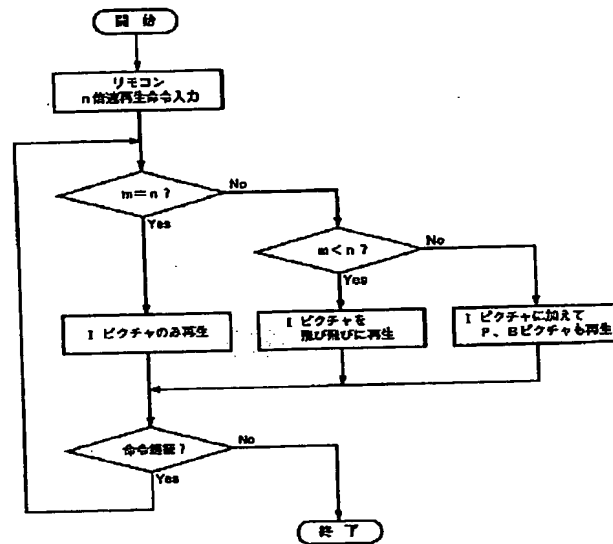 開始
リモコン
n倍速再生命令入力
m=n?
No
Yes
m<n?
No
Yes
I ピクチャのみ再生
I ピクチャを
飛び飛びに再生
I ピクチャに加えて
P、Bピクチャも再生
命令継続?
No
Yes
終了